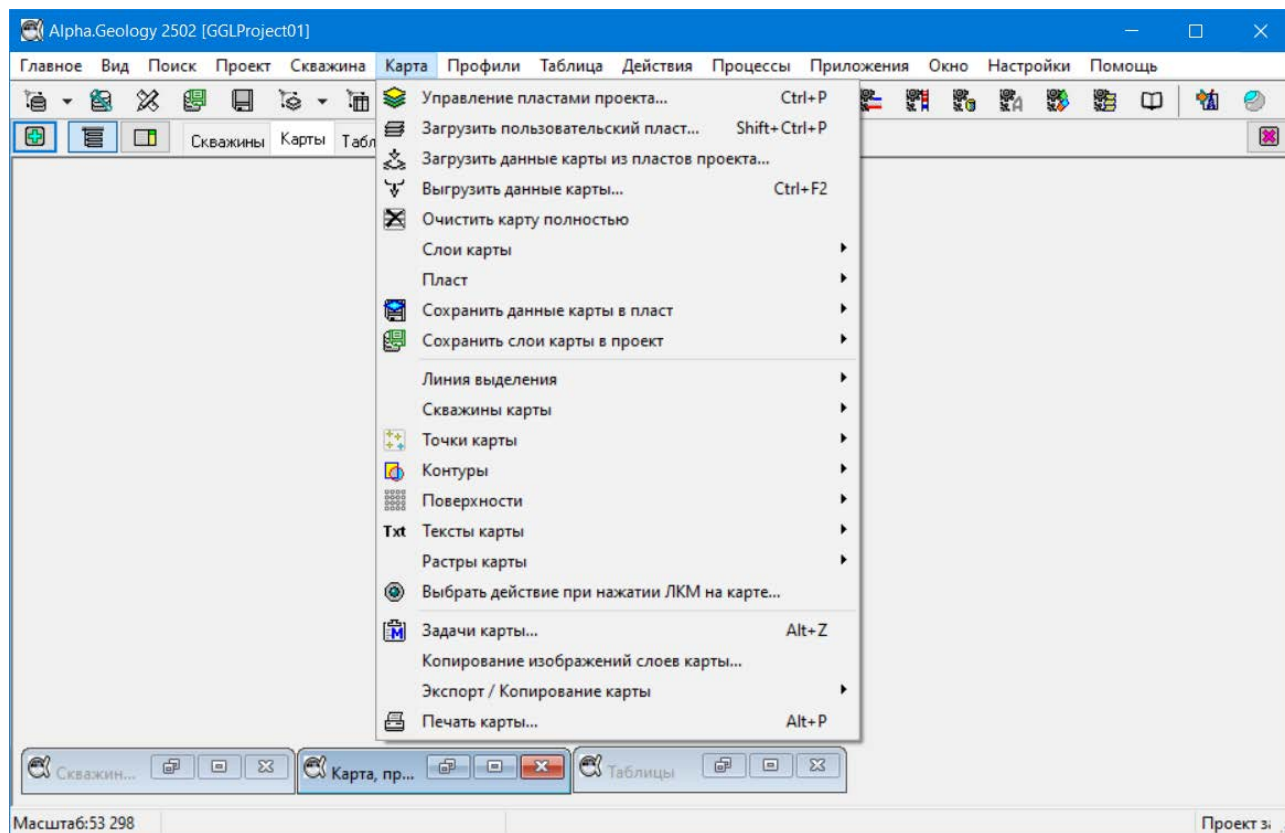 Alpha.Geology 2502 [GGLProject01]
Главное Вид Поиск Проект Скважина Карта Профили Таблица Действия Процессы Приложения Окно Настройки Помощь
Скважины Карты Табл
Управление пластами проекта... Ctrl+P
Загрузить пользовательский пласт... Shift+Ctrl+P
Загрузить данные карты из пластов проекта...
Выгрузить данные карты... Ctrl+F2
Очистить карту полностью
Слои карты
Пласт
Сохранить данные карты в пласт
Сохранить слои карты в проект
Линия выделения
Скважины карты
Точки карты
Контуры
Поверхности
Txt Тексты карты
Растры карты
Выбрать действие при нажатии ЛКМ на карте...
M Задачи карты... Alt+Z
Копирование изображений слоев карты...
Экспорт / Копирование карты
Печать карты... Alt+P
Скважин... Карта, пр... Таблицы
Масштаб:53 298 Проект з